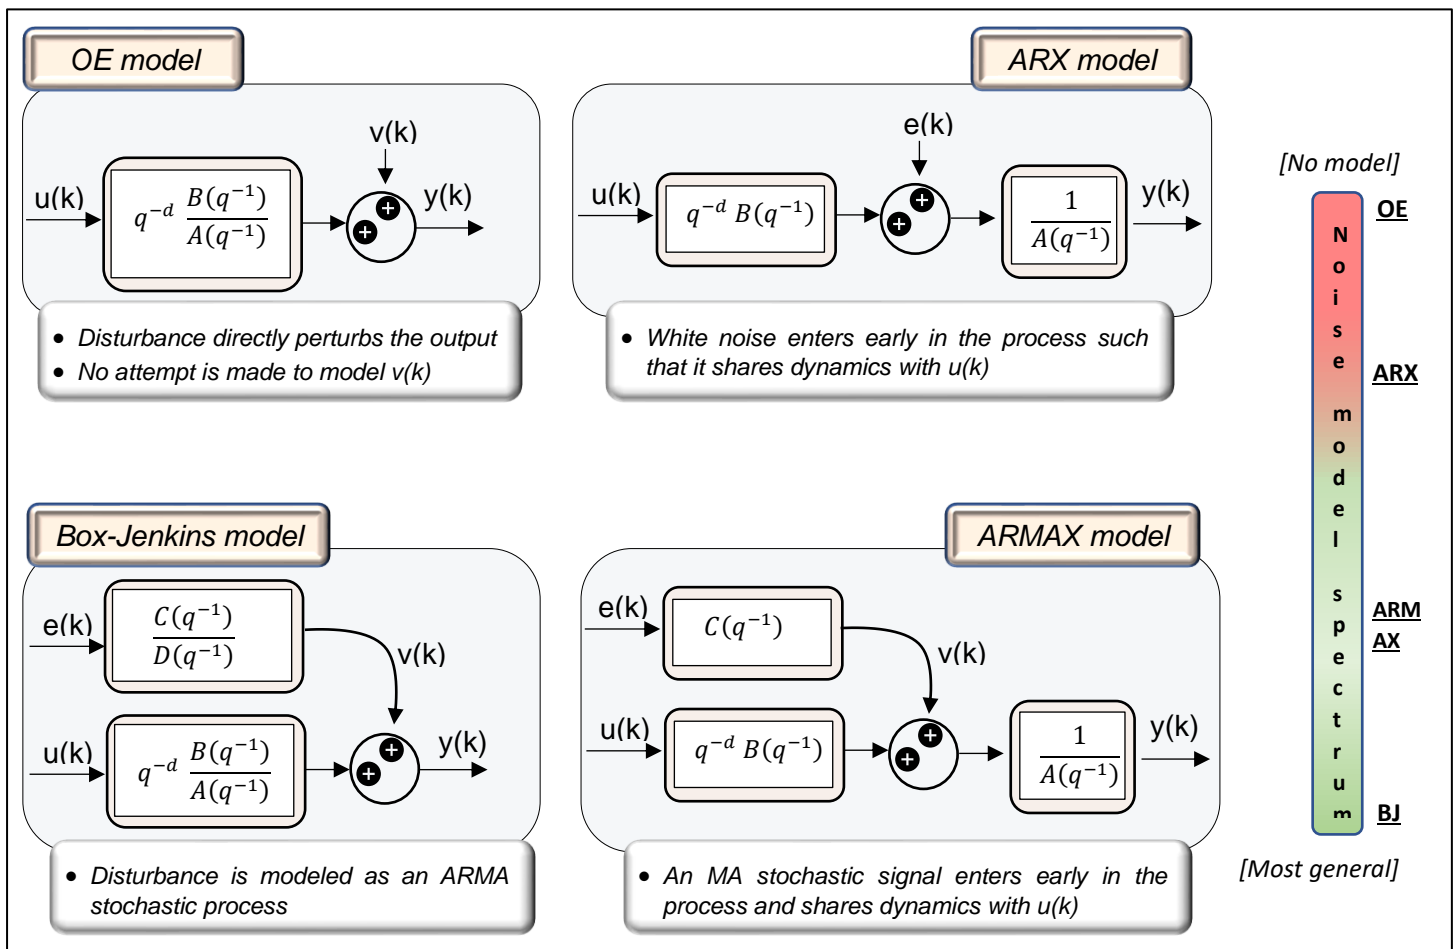 OE model
v(k)
u(k)
q⁻ᵈ B(q⁻¹)/A(q⁻¹)
y(k)
• Disturbance directly perturbs the output
• No attempt is made to model v(k)
ARX model
e(k)
u(k)
q⁻ᵈ B(q⁻¹)
1/A(q⁻¹)
y(k)
• White noise enters early in the process such
that it shares dynamics with u(k)
Box-Jenkins model
e(k)
C(q⁻¹)/D(q⁻¹)
v(k)
u(k)
q⁻ᵈ B(q⁻¹)/A(q⁻¹)
y(k)
• Disturbance is modeled as an ARMA
stochastic process
ARMAX model
e(k)
C(q⁻¹)
v(k)
u(k)
q⁻ᵈ B(q⁻¹)
1/A(q⁻¹)
y(k)
• An MA stochastic signal enters early in the
process and shares dynamics with u(k)
[No model]
Noise model spectrum
OE
ARX
ARM
AX
BJ
[Most general]